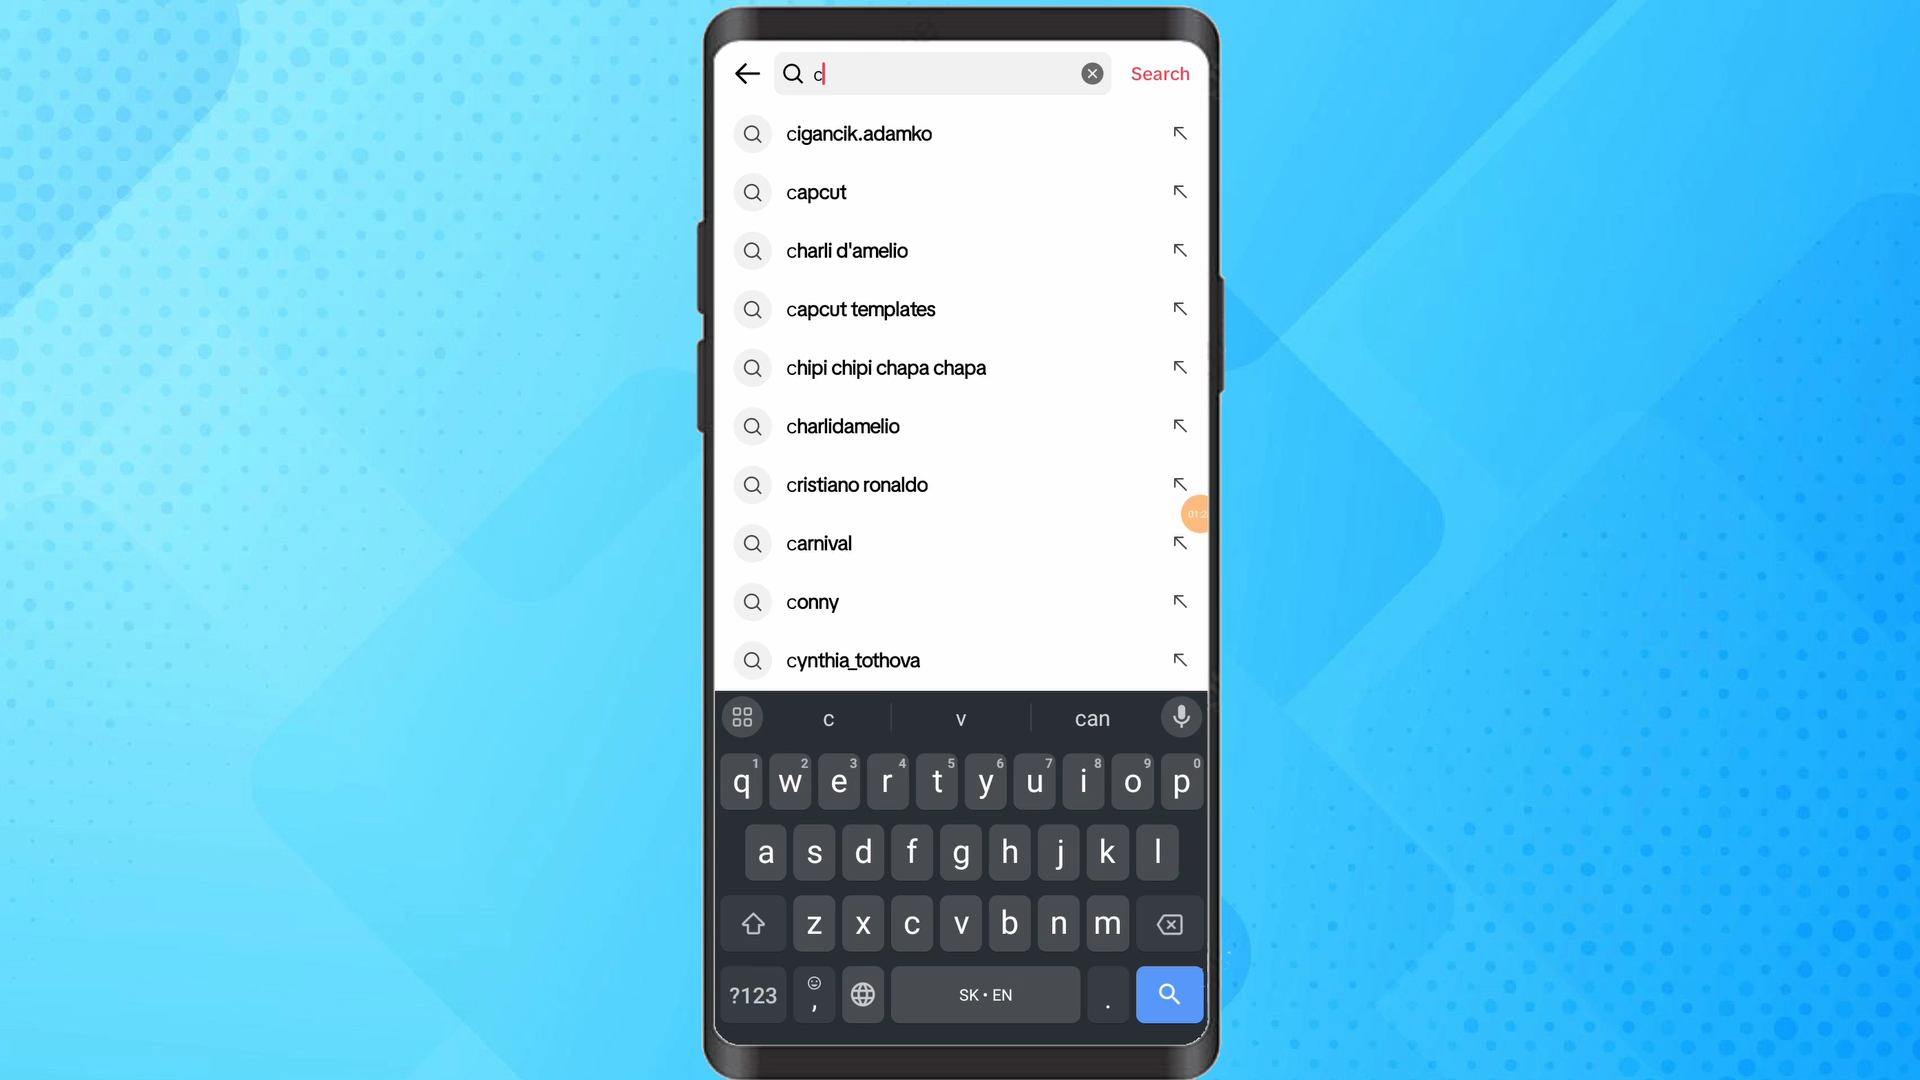 c
Search
cigancik.adamko
capcut
charli d'amelio
capcut templates
chipi chipi chapa chapa
charlidamelio
cristiano ronaldo
carnival
conny
cynthia_tothova
c v can
1 2 3 4 5 6 7 8 9 0
q w e r t y u i o p
a s d f g h j k l
z x c v b n m
?123 , SK • EN .